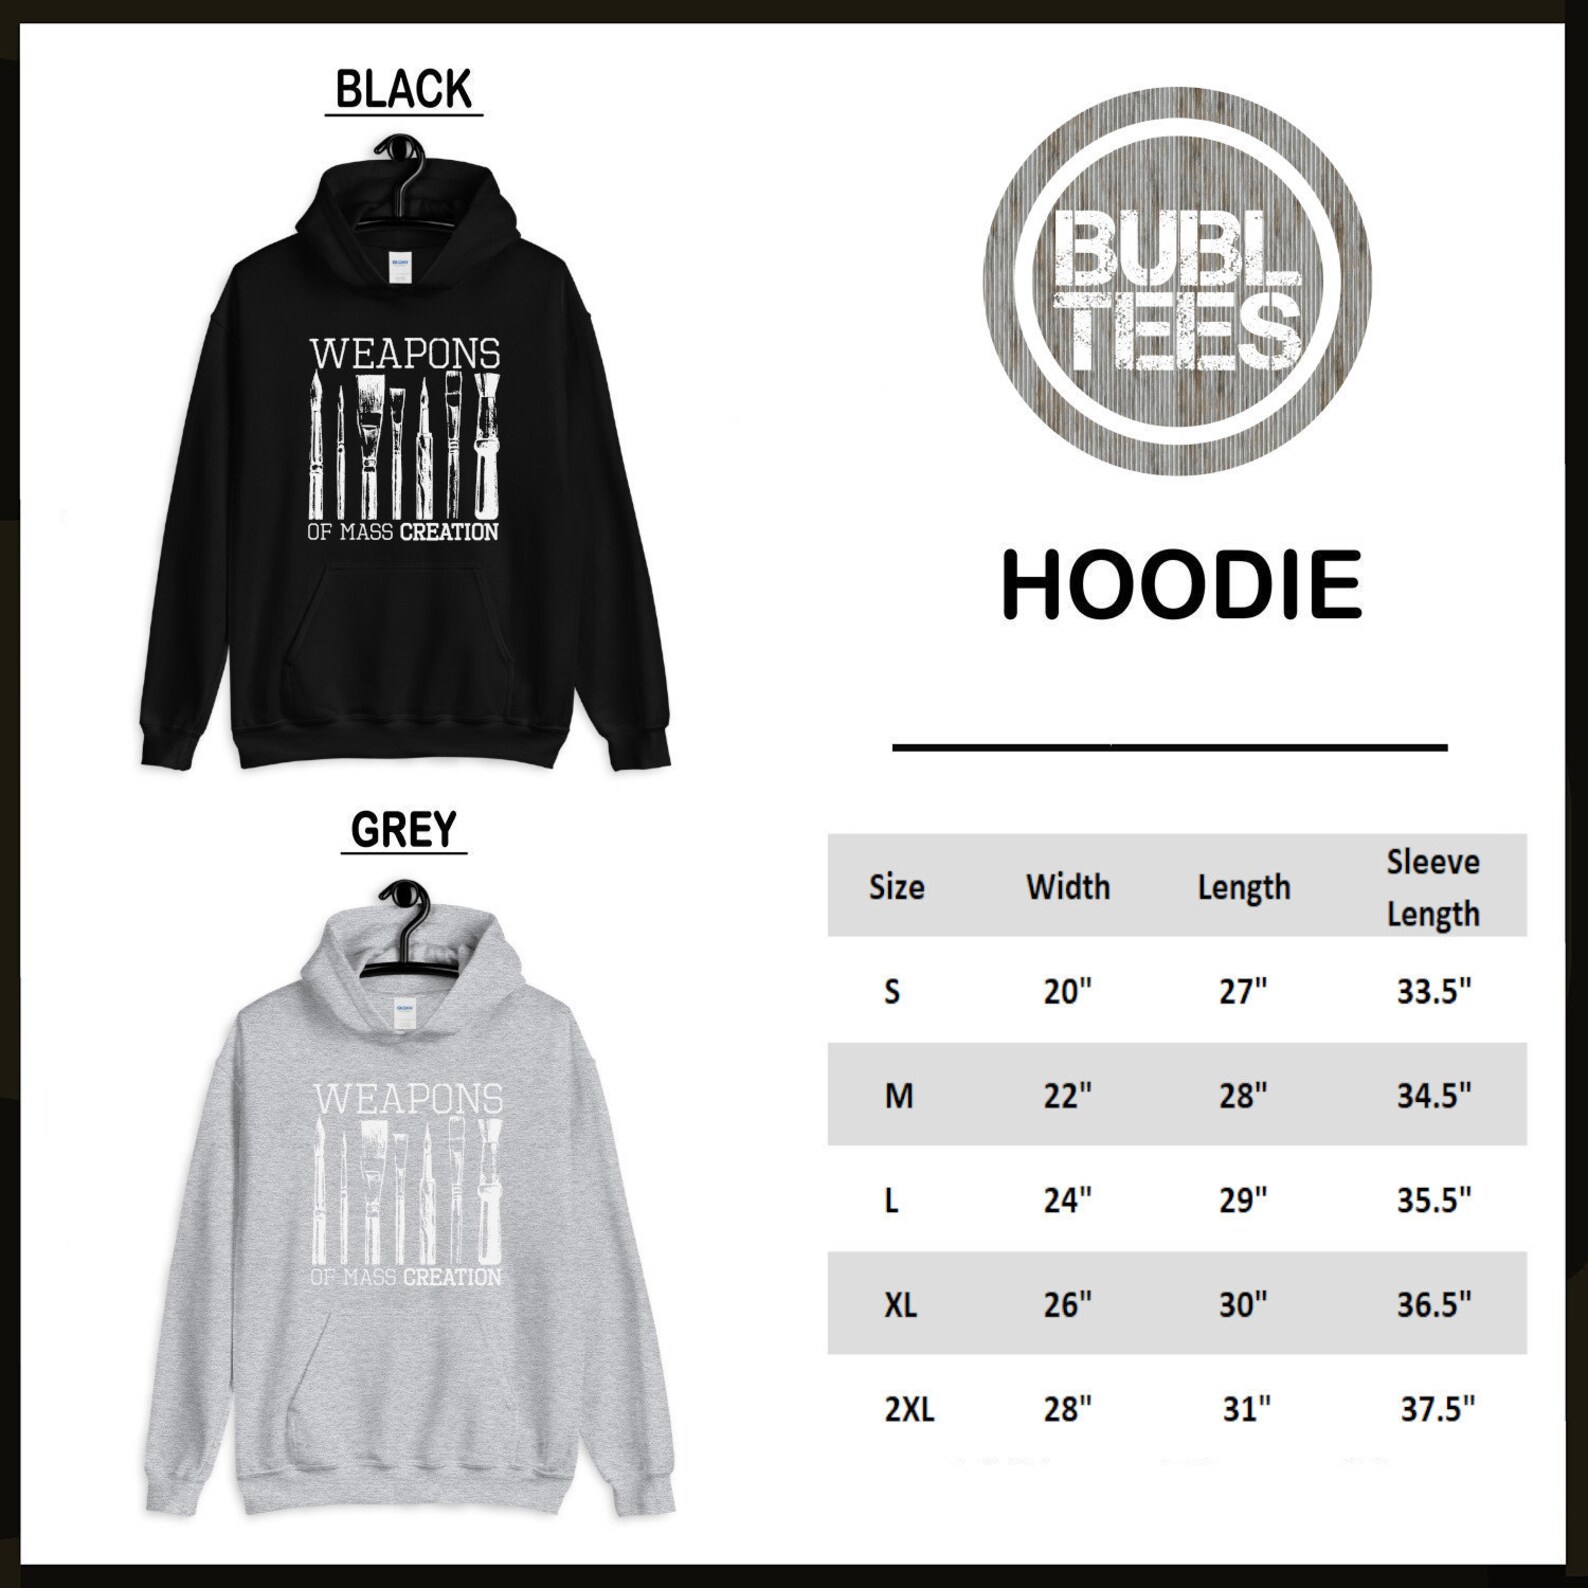 BLACK
WEAPONS
OF MASS CREATION
GREY
WEAPONS
OF MASS CREATION
BUBL
TEES
HOODIE
Size Width Length Sleeve Length
S 20" 27" 33.5"
M 22" 28" 34.5"
L 24" 29" 35.5"
XL 26" 30" 36.5"
2XL 28" 31" 37.5"